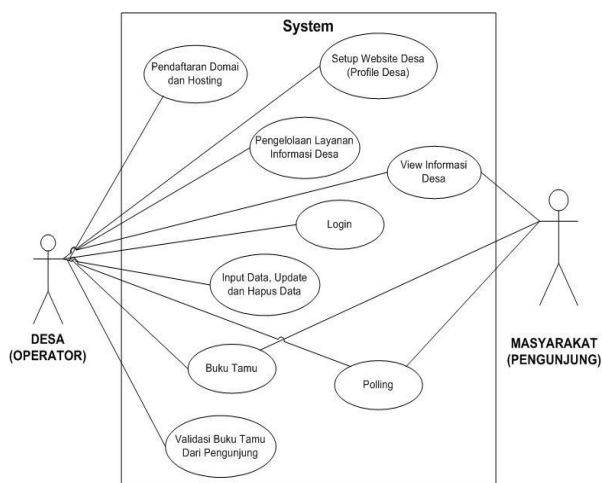 System
Pendaftaran Domai
dan Hosting
Setup Website Desa
(Profile Desa)
Pengelolaan Layanan
Informasi Desa
View Informasi
Desa
Login
Input Data, Update
dan Hapus Data
DESA
(OPERATOR)
MASYARAKAT
(PENGUNJUNG)
Buku Tamu
Polling
Validasi Buku Tamu
Dari Pengunjung